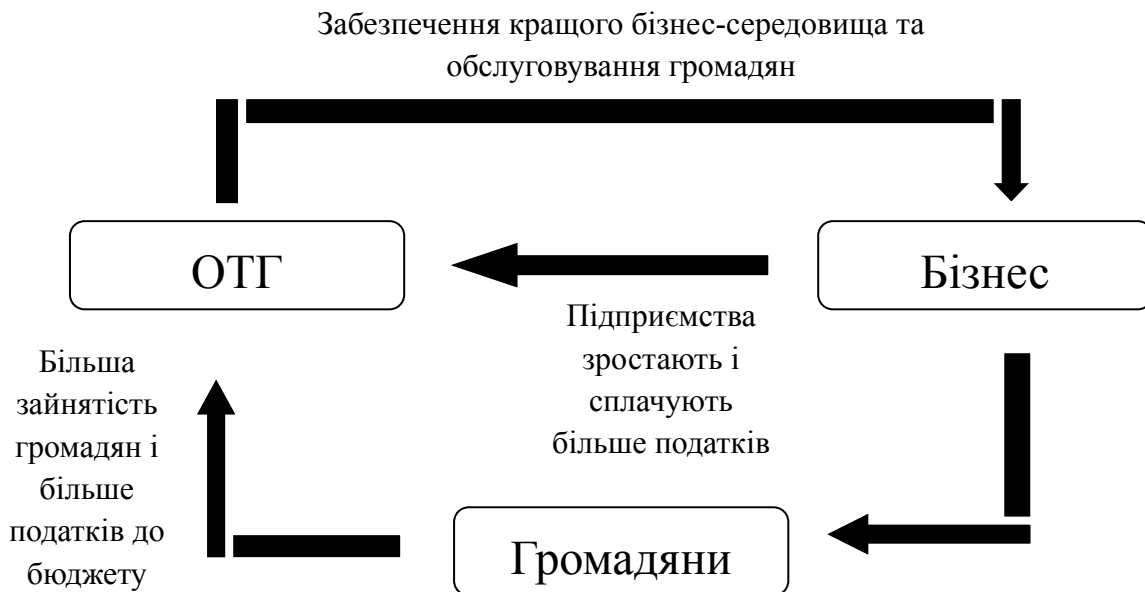 Забезпечення кращого бізнес-середовища та
обслуговування громадян
ОТГ
Бізнес
Підприємства
зростають і
сплачують
більше податків
Більша
зайнятість
громадян і
більше
податків до
бюджету
Громадяни